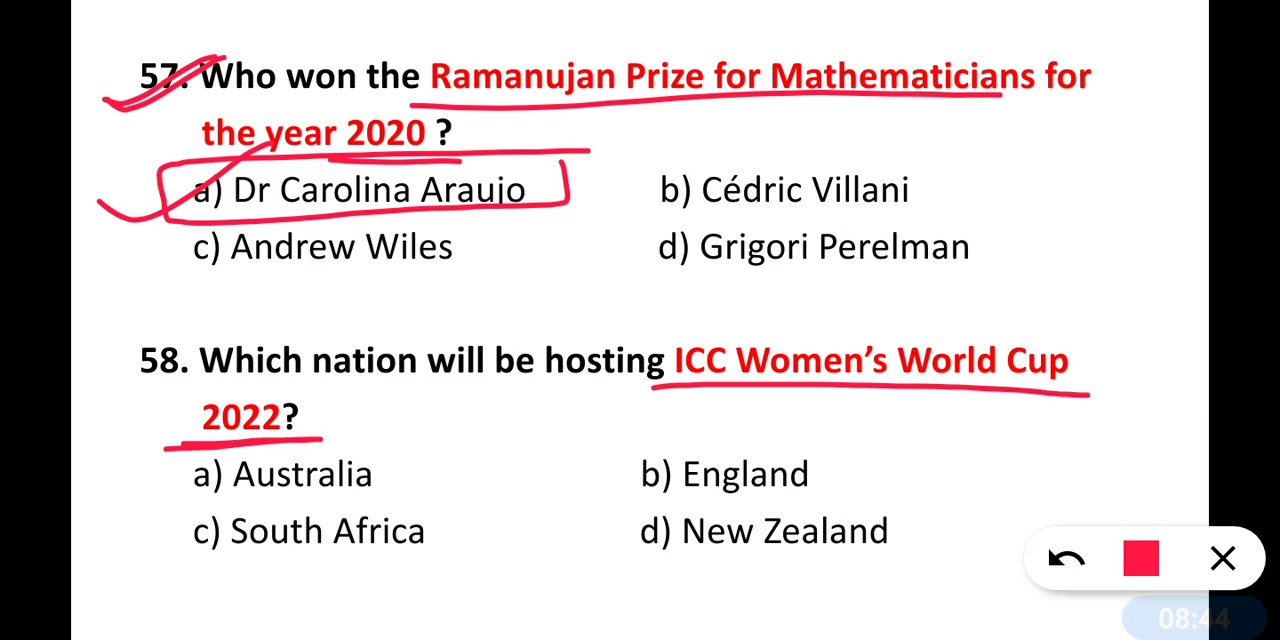 57. Who won the Ramanujan Prize for Mathematicians for
the year 2020 ?
a) Dr Carolina Araujo b) Cédric Villani
c) Andrew Wiles d) Grigori Perelman
58. Which nation will be hosting ICC Women’s World Cup
2022?
a) Australia b) England
c) South Africa d) New Zealand
08:44